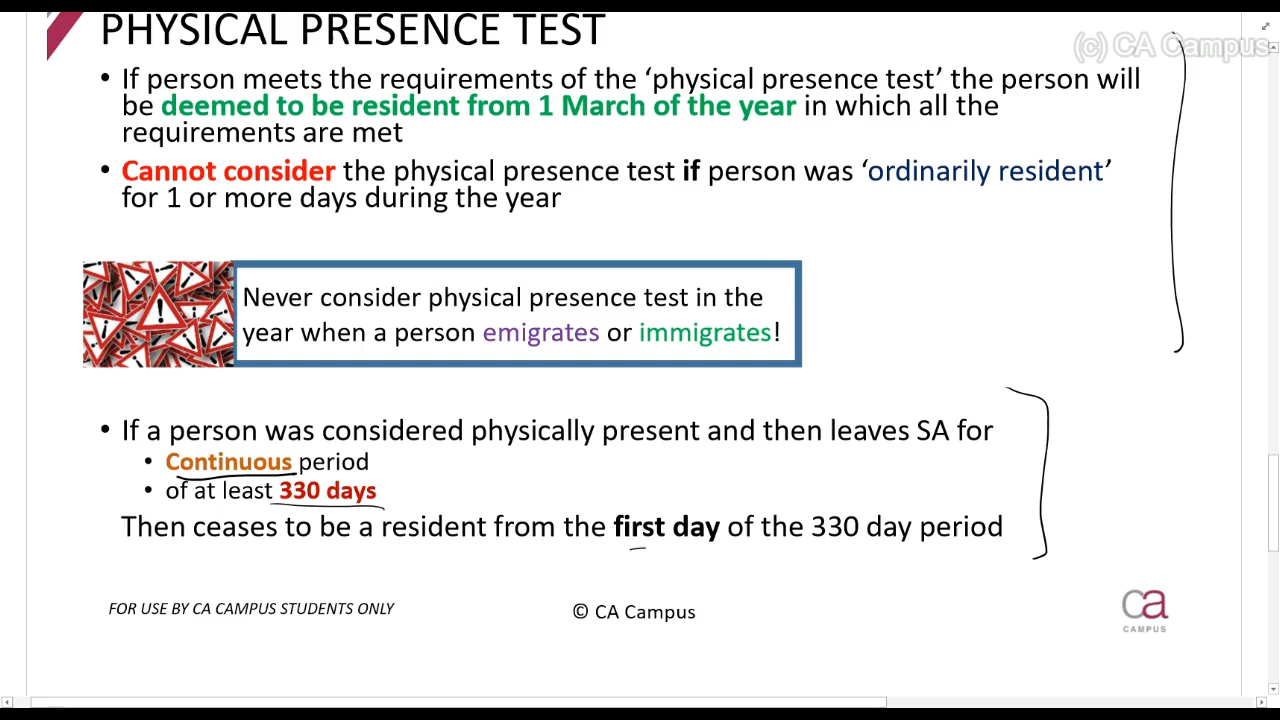 PHYSICAL PRESENCE TEST
(c) CA Campus
• If person meets the requirements of the ‘physical presence test’ the person will
be deemed to be resident from 1 March of the year in which all the
requirements are met
• Cannot consider the physical presence test if person was ‘ordinarily resident’
for 1 or more days during the year
Never consider physical presence test in the
year when a person emigrates or immigrates!
• If a person was considered physically present and then leaves SA for
• Continuous period
• of at least 330 days
Then ceases to be a resident from the first day of the 330 day period
FOR USE BY CA CAMPUS STUDENTS ONLY
© CA Campus
ca
CAMPUS